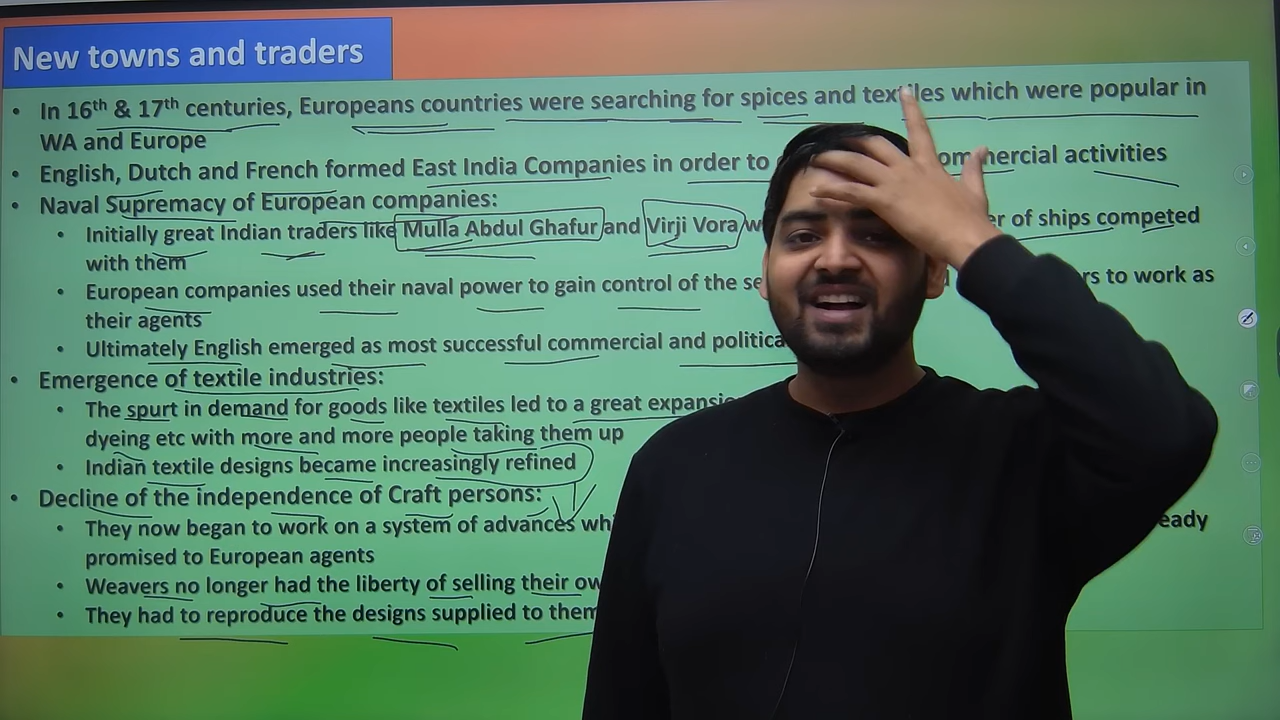 New towns and traders
• In 16th & 17th centuries, Europeans countries were searching for spices and textiles which were popular in
WA and Europe
• English, Dutch and French formed East India Companies in order to commercial activities
• Naval Supremacy of European companies:
• Initially great Indian traders like Mulla Abdul Ghafur and Virji Vora of ships competed
with them
• European companies used their naval power to gain control of the to work as
their agents
• Ultimately English emerged as most successful commercial and
• Emergence of textile industries:
• The spurt in demand for goods like textiles led to a great
dyeing etc with more and more people taking them up
• Indian textile designs became increasingly refined
• Decline of the independence of Craft persons:
• They now began to work on a system of advances
promised to European agents
• Weavers no longer had the liberty of selling their
• They had to reproduce the designs supplied to them